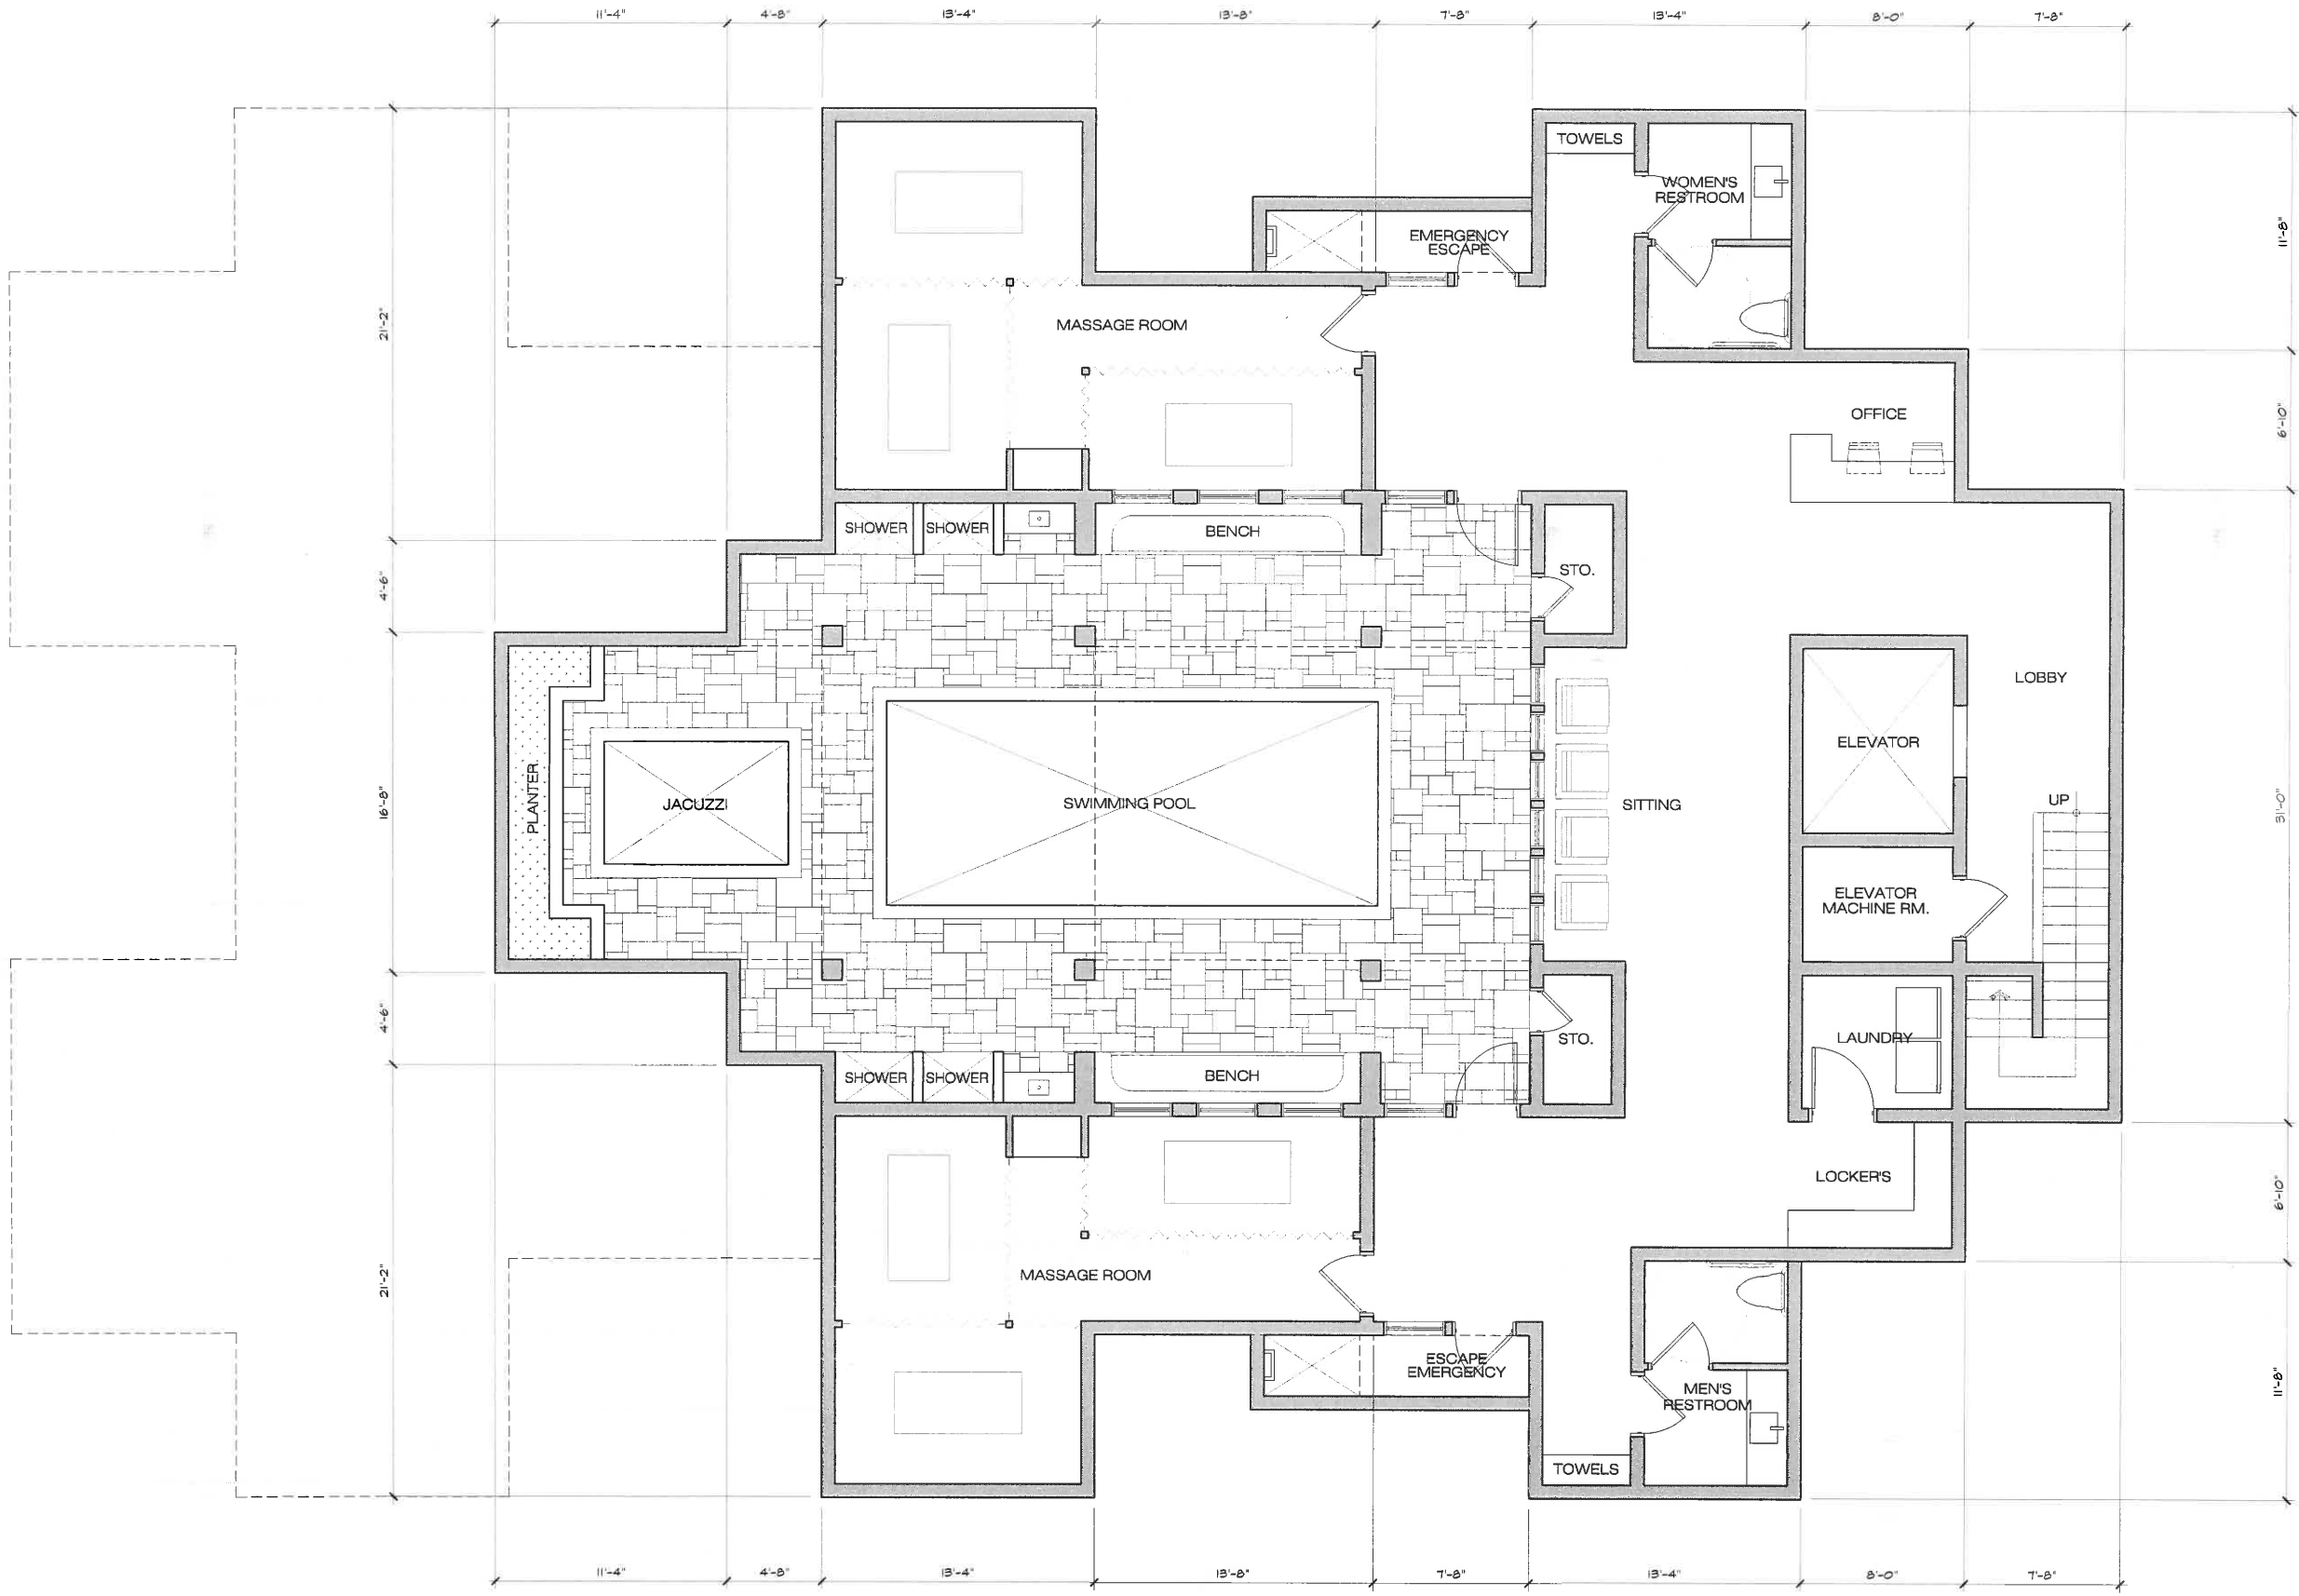 11'-4" 4'-8" 13'-4" 13'-8" 7'-8" 13'-4" 8'-0" 7'-8"
TOWELS
WOMEN'S
RESTROOM
EMERGENCY
ESCAPE
11'-8"
21'-2"
MASSAGE ROOM
OFFICE
6'-10"
SHOWER SHOWER
BENCH
STO.
4'-6"
LOBBY
ELEVATOR
PLANTER
JACUZZI
SWIMMING POOL
SITTING
UP
16'-8"
31'-0"
ELEVATOR
MACHINE RM.
4'-6"
LAUNDRY
STO.
SHOWER SHOWER
BENCH
LOCKER'S
6'-10"
MASSAGE ROOM
21'-2"
ESCAPE
EMERGENCY
MEN'S
RESTROOM
11'-8"
TOWELS
11'-4" 4'-8" 13'-4" 13'-8" 7'-8" 13'-4" 8'-0" 7'-8"